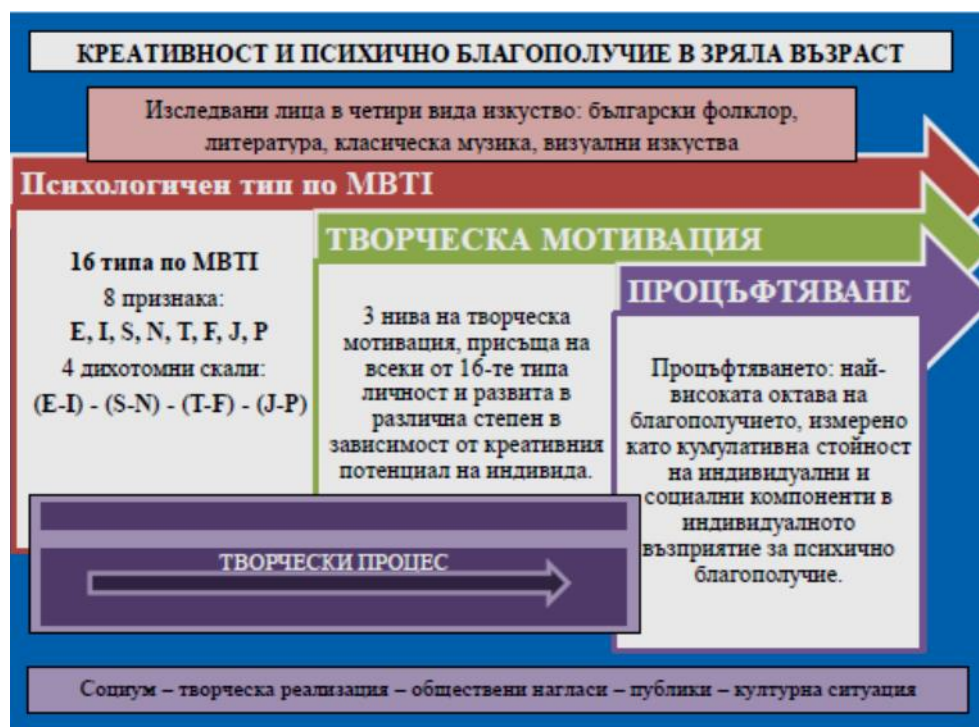 КРЕАТИВНОСТ И ПСИХИЧНО БЛАГОПОЛУЧИЕ В ЗРЯЛА ВЪЗРАСТ
Изследвани лица в четири вида изкуство: български фолклор,
литература, класическа музика, визуални изкуства
Психологичен тип по MBTI
16 типа по MBTI
8 признака:
E, I, S, N, T, F, J, P
4 дихотомни скали:
(E-I) - (S-N) - (T-F) - (J-P)
ТВОРЧЕСКА МОТИВАЦИЯ
3 нива на творческа
мотивация, присъща на
всеки от 16-те типа
личност и развита в
различна степен в
зависимост от креативния
потенциал на индивида.
ПРОЦЪФТЯВАНЕ
Процъфтяването: най-
високата октава на
благополучието, измерено
като кумулативна стойност
на индивидуални и
социални компоненти в
индивидуалното
възприятие за психично
благополучие.
ТВОРЧЕСКИ ПРОЦЕС
Социум – творческа реализация – обществени нагласи – публики – културна ситуация